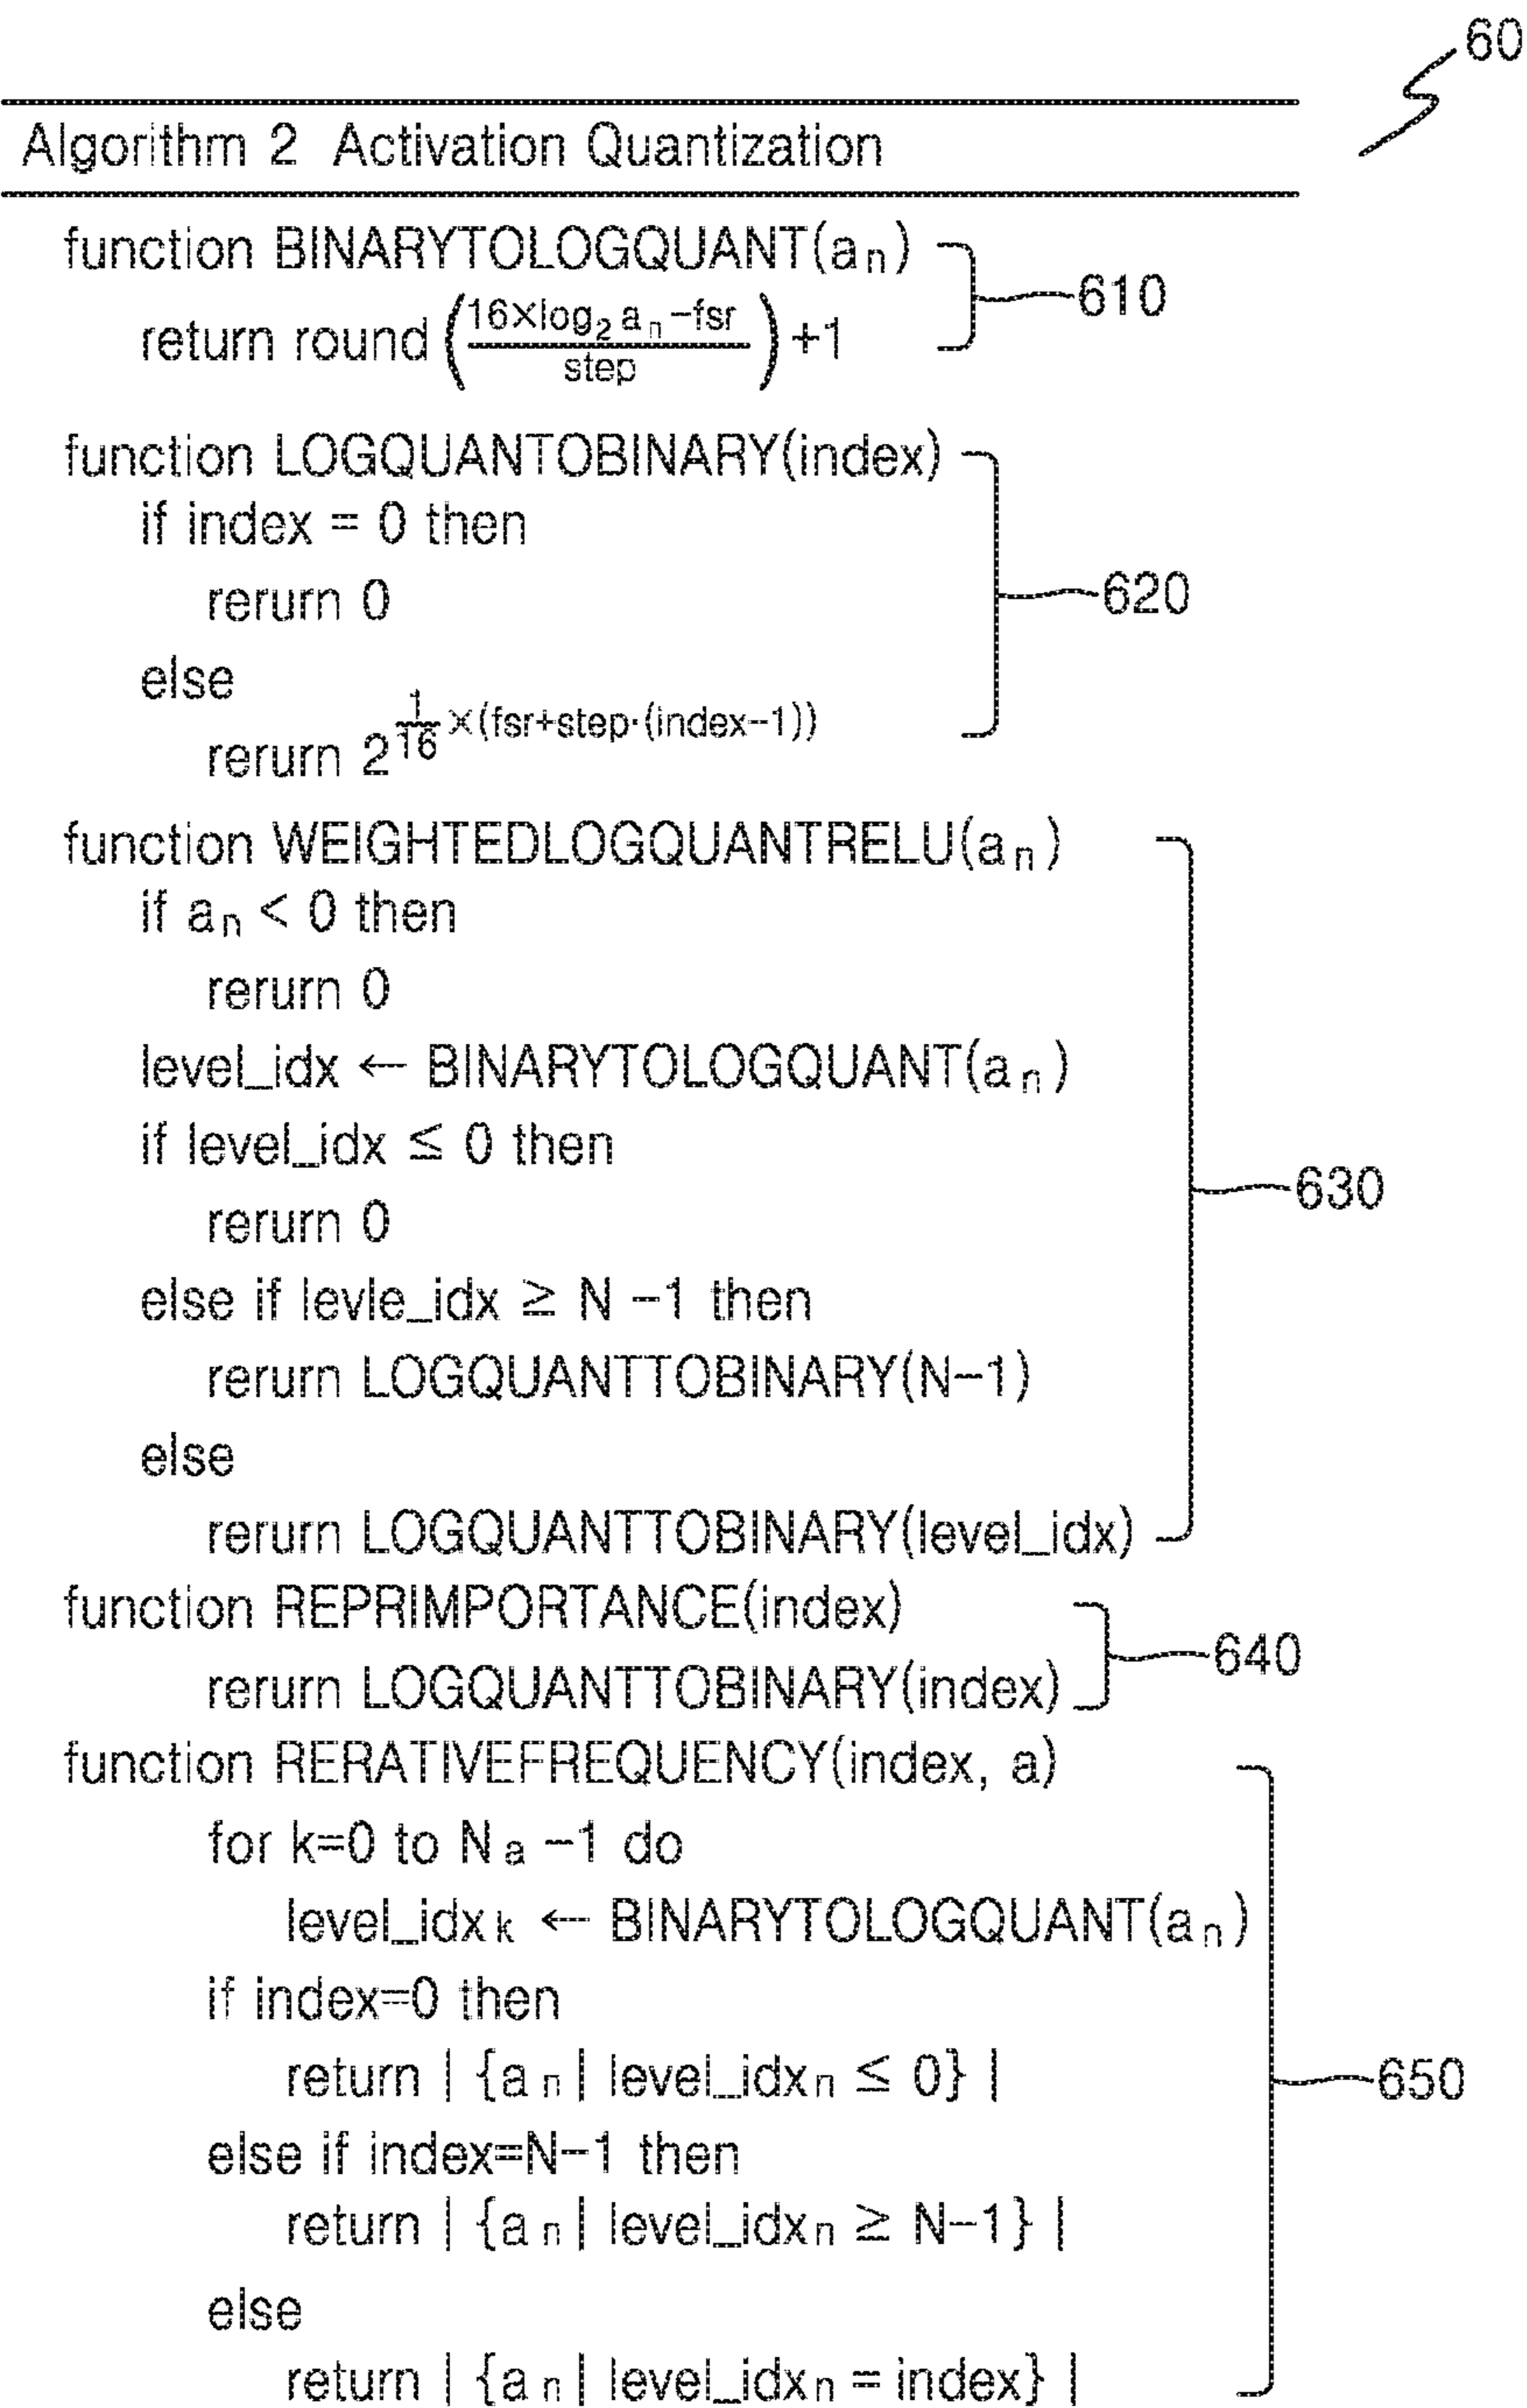 60
Algorithm 2 Activation Quantization
function BINARYTOLOGQUANT(aₙ)
return round(16×log₂ aₙ −fsr / step)+1
610
function LOGQUANTOBINARY(index)
if index = 0 then
rerurn 0
620
else
rerurn 2^(1/16 ×(fsr+step·(index−1)))
function WEIGHTEDLOGQUANTRELU(aₙ)
if aₙ < 0 then
rerurn 0
level_idx ← BINARYTOLOGQUANT(aₙ)
if level_idx ≤ 0 then
630
rerurn 0
else if levle_idx ≥ N −1 then
rerurn LOGQUANTTOBINARY(N−1)
else
rerurn LOGQUANTTOBINARY(level_idx)
function REPRIMPORTANCE(index)
640
rerurn LOGQUANTTOBINARY(index)
function RERATIVEFREQUENCY(index, a)
for k=0 to Nₐ −1 do
level_idxₖ ← BINARYTOLOGQUANT(aₙ)
if index=0 then
return | {aₙ | level_idxₙ ≤ 0} |
650
else if index=N−1 then
return | {aₙ | level_idxₙ ≥ N−1} |
else
return | {aₙ | level_idxₙ = index} |